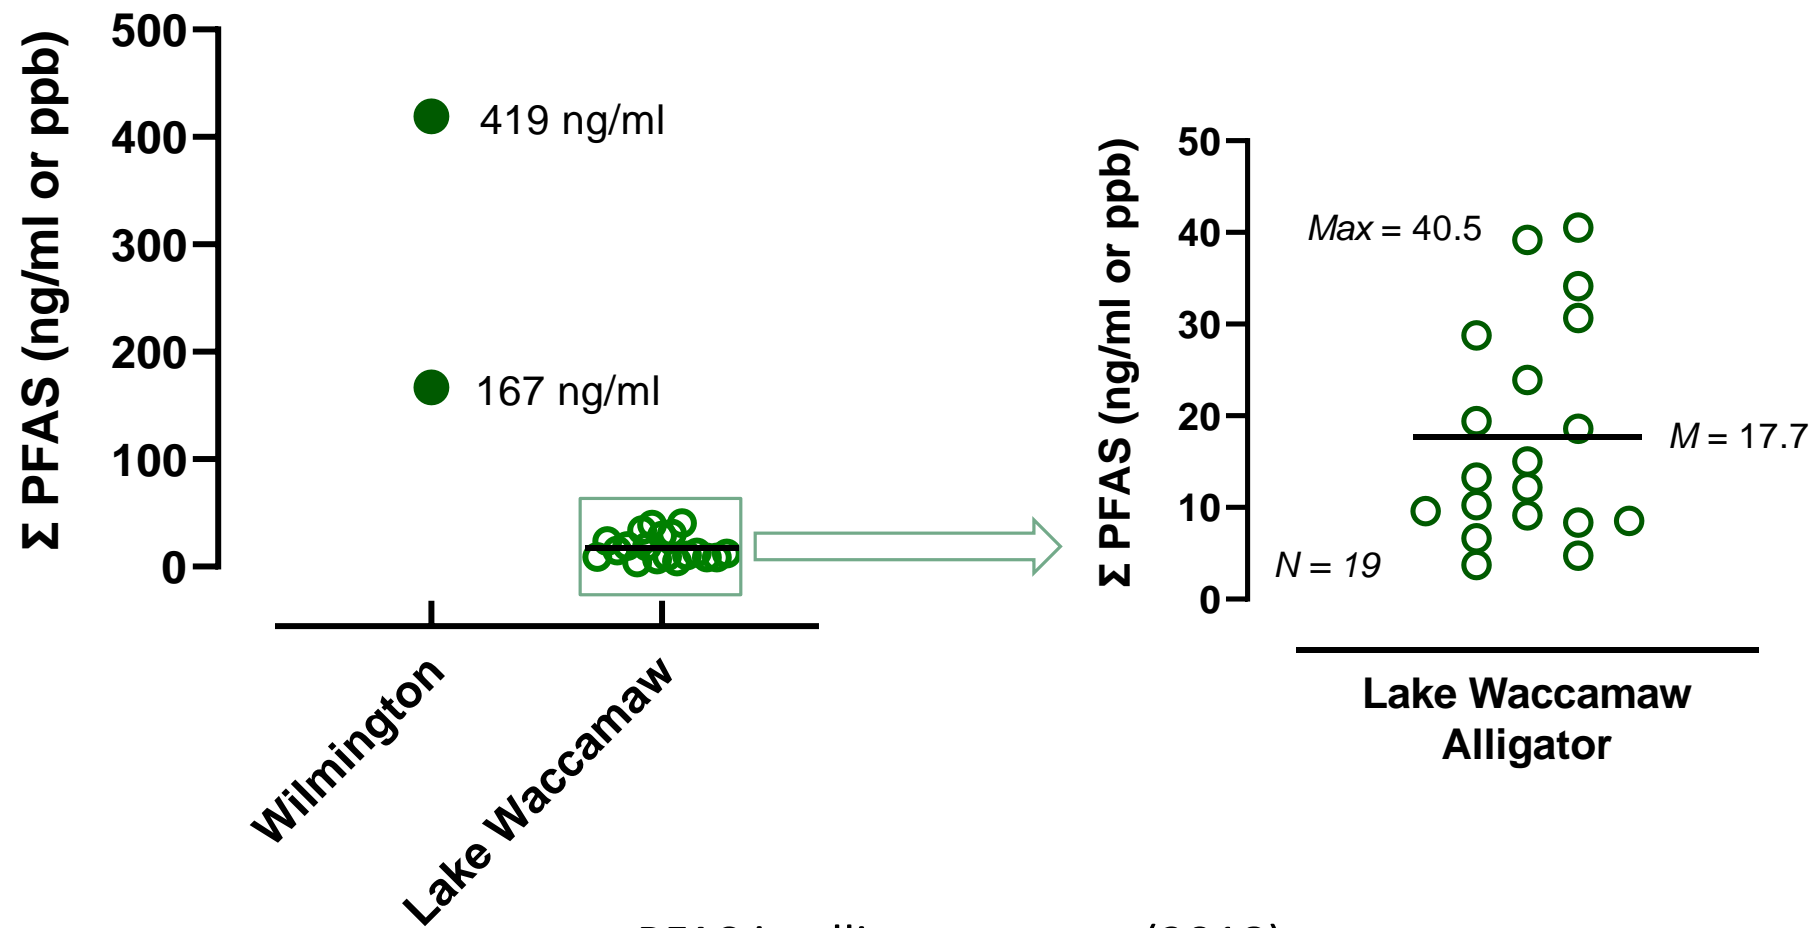 Σ PFAS (ng/ml or ppb)
500
400
300
200
100
0
419 ng/ml
167 ng/ml
Wilmington
Lake Waccamaw
Σ PFAS (ng/ml or ppb)
50
40
30
20
10
0
Max = 40.5
M = 17.7
N = 19
Lake Waccamaw
Alligator